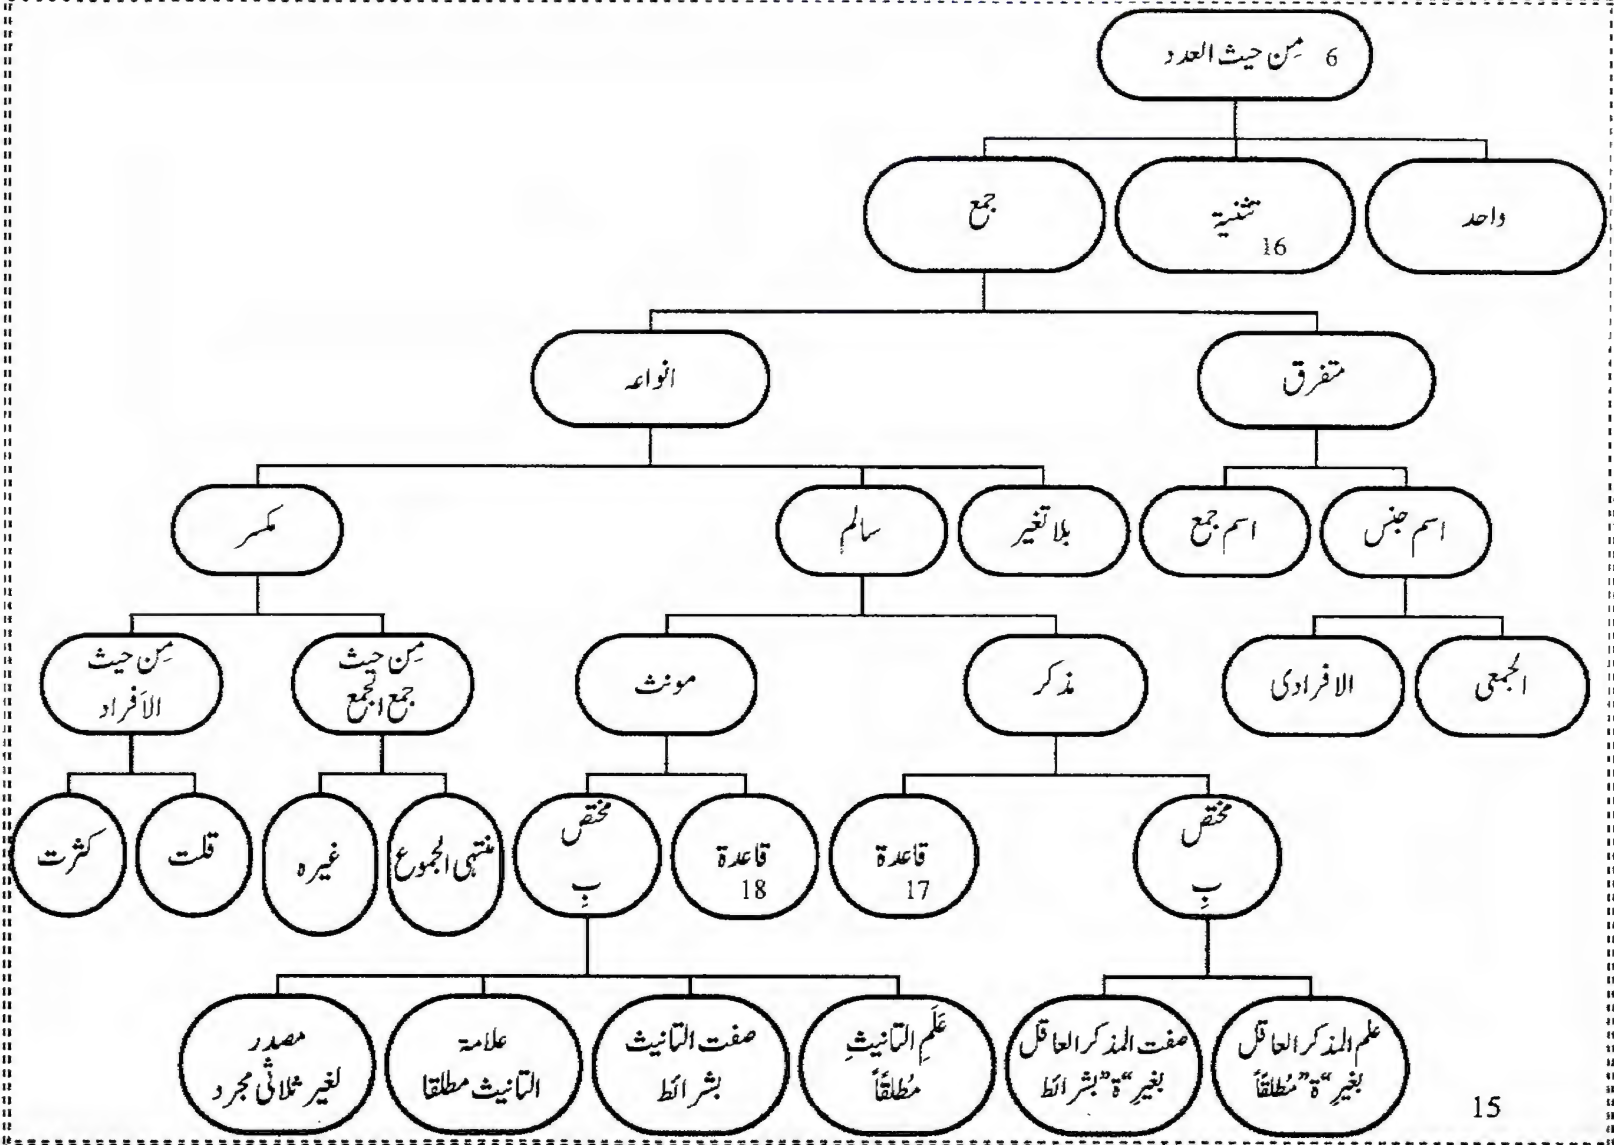 6 مِن حیث العدد
واحد
تثنیۃ
16
جمع
متفرق
انواعہ
اسم جنس
اسم جمع
بلا تغیر
سالم
مکسر
الجمعی
الافرادی
مذکر
مونث
مِن حیث
جمع الجمع
مِن حیث
الاَفراد
مختص
بِ
قاعدۃ
17
قاعدۃ
18
مختص
بِ
منتہی الجموع
غیرہ
قلت
کثرت
علم المذکر العاقل
بغیرِ “ۃ” مُطلقاً
صفت المذکر العاقل
بغیرِ “ۃ” بشرائط
عَلَمِ التانیثِ
مُطلقاً
صفت التانیث
بشرائط
علامۃ
التانیث مطلقا
مصدر
لغیر ثلاثی مجرد
15